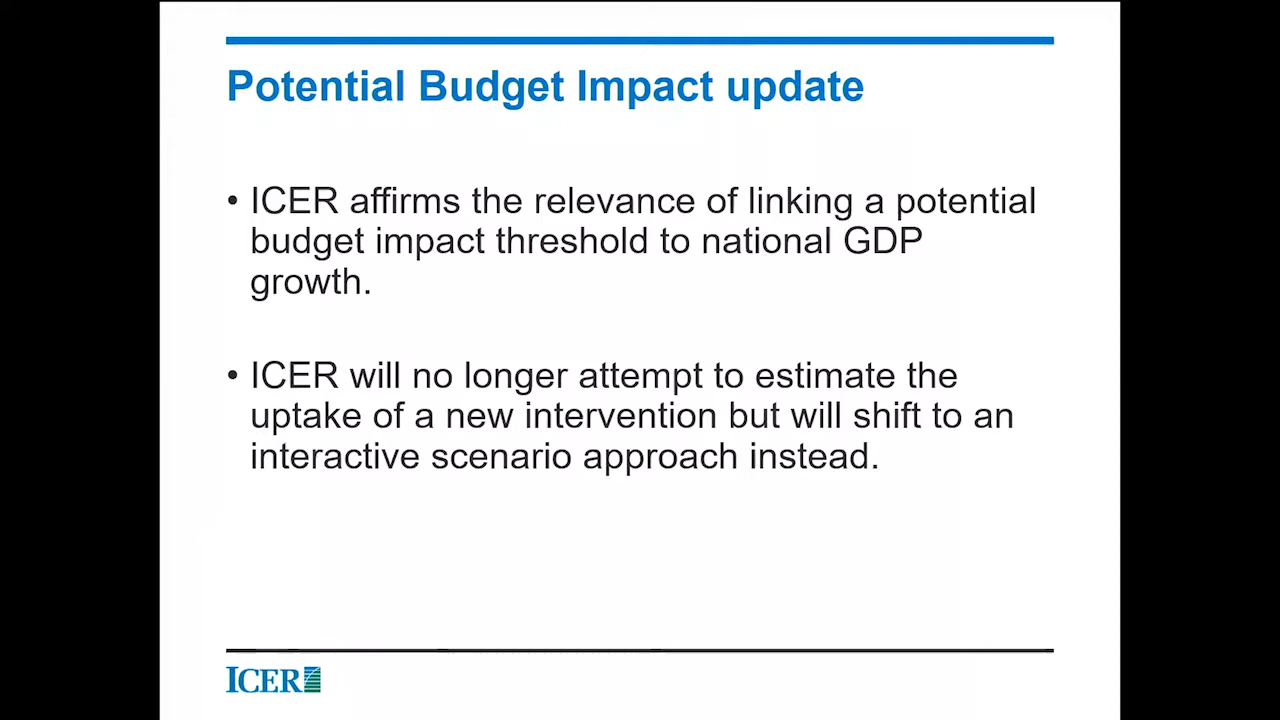 Potential Budget Impact update
• ICER affirms the relevance of linking a potential
budget impact threshold to national GDP
growth.
• ICER will no longer attempt to estimate the
uptake of a new intervention but will shift to an
interactive scenario approach instead.
ICER